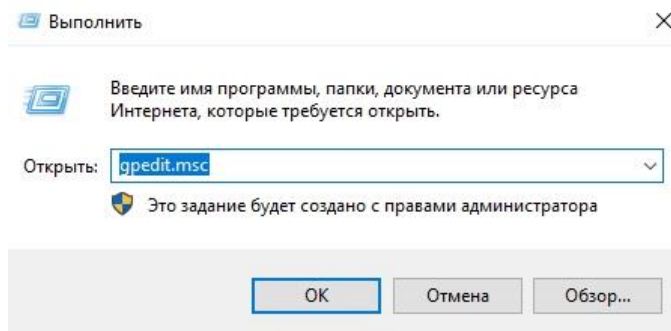 Выполнить
Введите имя программы, папки, документа или ресурса
Интернета, которые требуется открыть.
Открыть: gpedit.msc
Это задание будет создано с правами администратора
ОК Отмена Обзор...